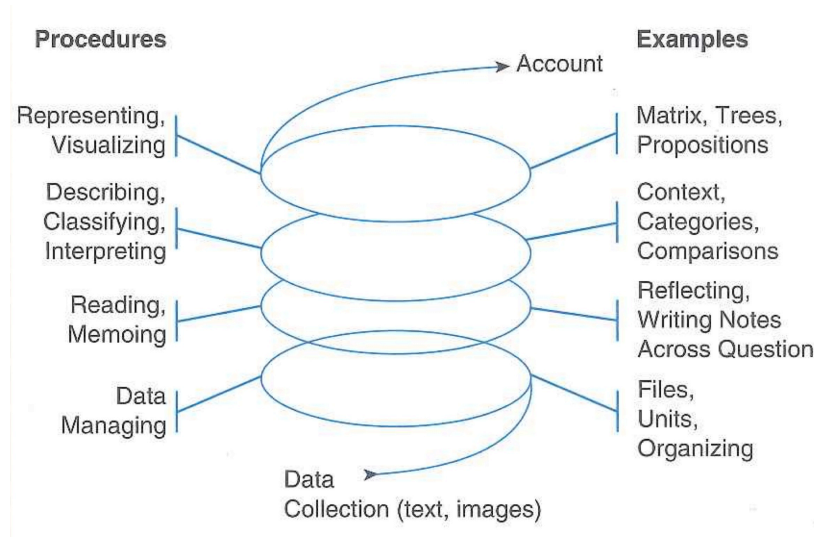 Procedures
Examples
Account
Representing,
Visualizing
Matrix, Trees,
Propositions
Describing,
Classifying,
Interpreting
Context,
Categories,
Comparisons
Reading,
Memoing
Reflecting,
Writing Notes
Across Question
Data
Managing
Files,
Units,
Organizing
Data
Collection (text, images)